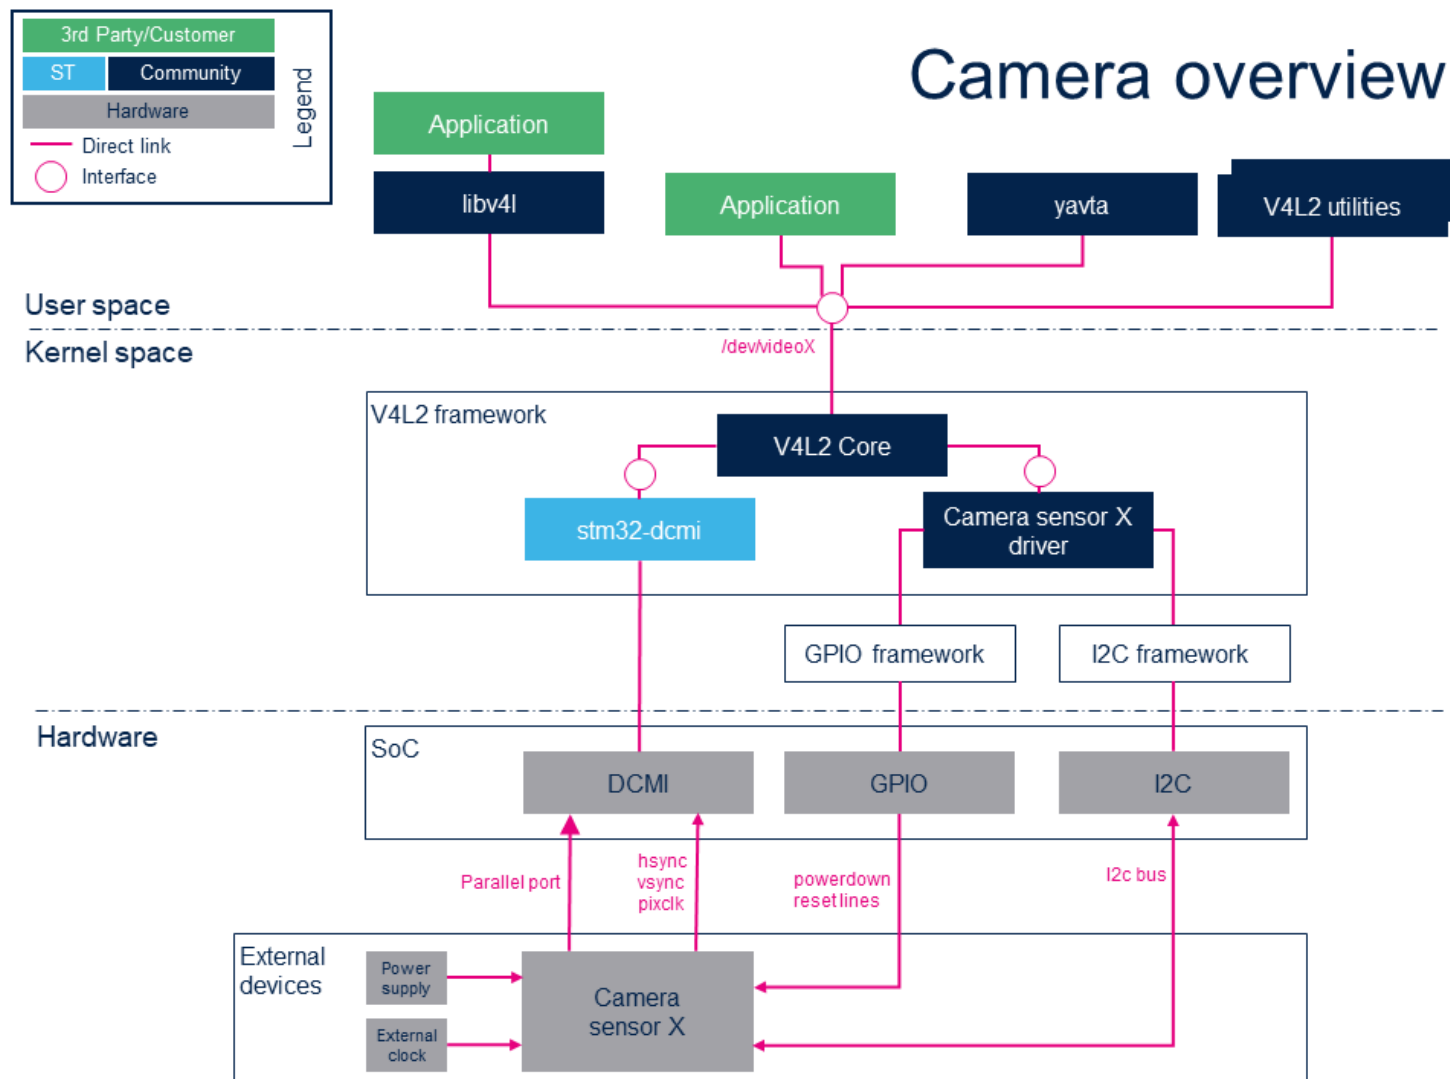 3rd Party/Customer
ST
Community
Hardware
Direct link
Interface
Legend
Camera overview
Application
libv4l
Application
yavta
V4L2 utilities
User space
Kernel space
/dev/videoX
V4L2 framework
V4L2 Core
stm32-dcmi
Camera sensor X
driver
GPIO framework
I2C framework
Hardware
SoC
DCMI
GPIO
I2C
Parallel port
hsync
vsync
pixclk
powerdown
reset lines
I2c bus
External
devices
Power
supply
External
clock
Camera
sensor X